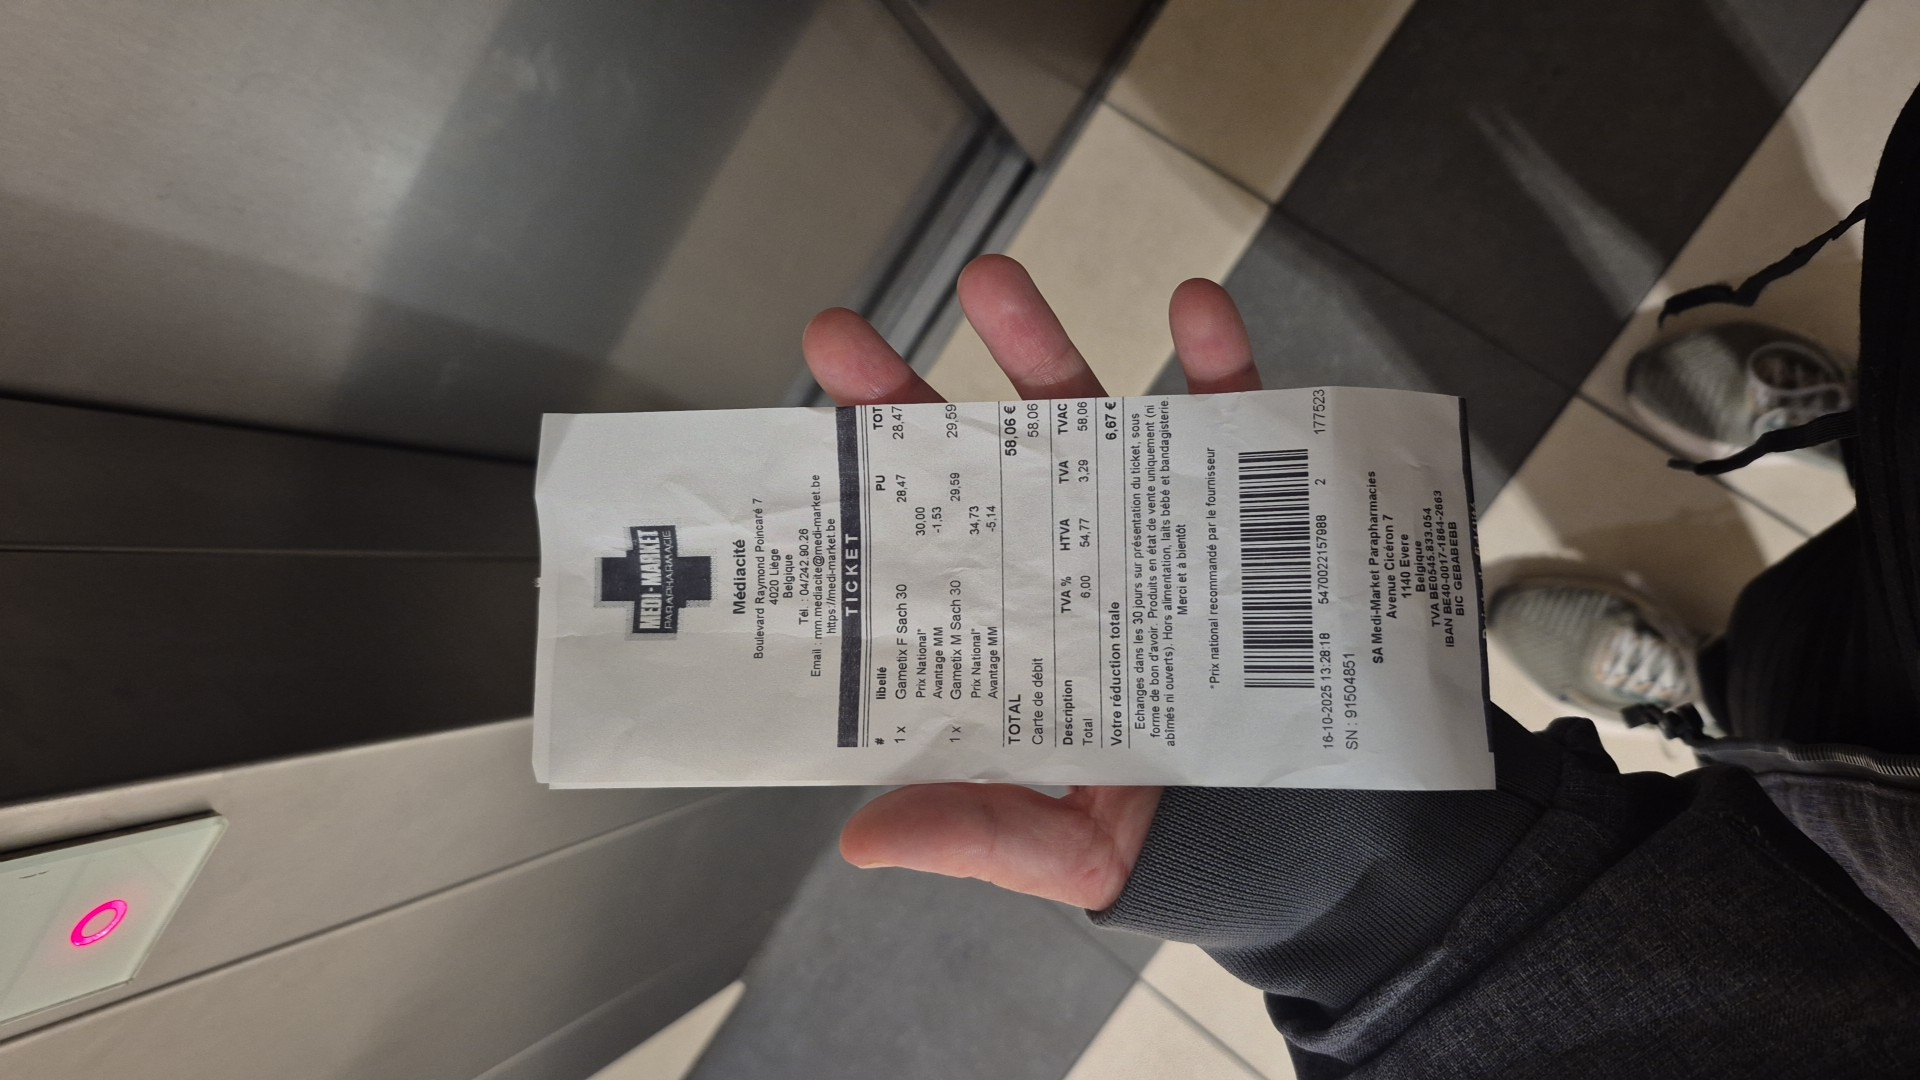 MEDI-MARKET
PARAPHARMACIE
Médiacité
Boulevard Raymond Poincaré 7
4020 Liège
Belgique
Tél. : 04/242.90.26
Email : mm.mediacite@medi-market.be
https://medi-market.be
TICKET
# libellé PU TOT
1 x Gametix F Sach 30 28,47 28,47
Prix National* 30,00
Avantage MM -1,53
1 x Gametix M Sach 30 29,59 29,59
Prix National* 34,73
Avantage MM -5,14
TOTAL 58,06 €
Carte de débit 58,06
Description TVA % HTVA TVA TVAC
Total 6,00 54,77 3,29 58,06
Votre réduction totale 6,67 €
Echanges dans les 30 jours sur présentation du ticket, sous
forme de bon d'avoir. Produits en état de vente uniquement (ni
abîmés ni ouverts). Hors alimentation, laits bébé et bandagisterie
Merci et à bientôt
*Prix national recommandé par le fournisseur
16-10-2025 13:28:18 5470022157988 2 177523
SN : 91504851
SA Medi-Market Parapharmacies
Avenue Cicéron 7
1140 Evere
Belgique
TVA BE0545.833.054
IBAN BE40-0017-1864-2663
BIC GEBABEBB